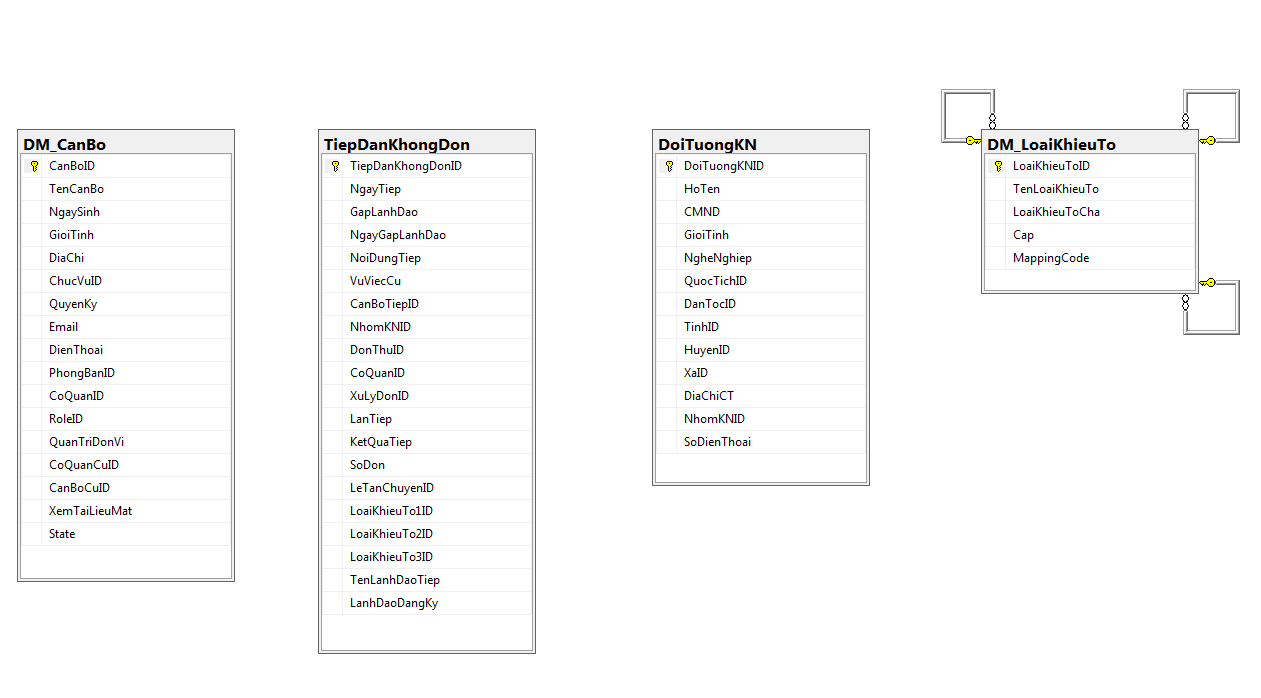 DM_CanBo
CanBoID
TenCanBo
NgaySinh
GioiTinh
DiaChi
ChucVuID
QuyenKy
Email
DienThoai
PhongBanID
CoQuanID
RoleID
QuanTriDonVi
CoQuanCuID
CanBoCuID
XemTaiLieuMat
State
TiepDanKhongDon
TiepDanKhongDonID
NgayTiep
GapLanhDao
NgayGapLanhDao
NoiDungTiep
VuViecCu
CanBoTiepID
NhomKNID
DonThuID
CoQuanID
XuLyDonID
LanTiep
KetQuaTiep
SoDon
LeTanChuyenID
LoaiKhieuTo1ID
LoaiKhieuTo2ID
LoaiKhieuTo3ID
TenLanhDaoTiep
LanhDaoDangKy
DoiTuongKN
DoiTuongKNID
HoTen
CMND
GioiTinh
NgheNghiep
QuocTichID
DanTocID
TinhID
HuyenID
XaID
DiaChiCT
NhomKNID
SoDienThoai
DM_LoaiKhieuTo
LoaiKhieuToID
TenLoaiKhieuTo
LoaiKhieuToCha
Cap
MappingCode